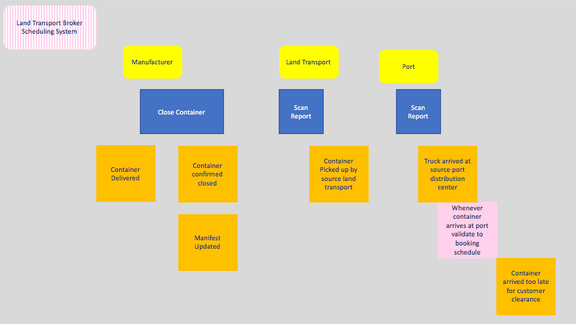 Land Transport Broker
Scheduling System
Manufacturer
Land Transport
Port
Close Container
Scan
Report
Scan
Report
Container
Delivered
Container
confirmed
closed
Container
Picked up by
source land
transport
Truck arrived at
source port
distribution
center
Manifest
Updated
Whenever
container
arrives at port
validate to
booking
schedule
Container
arrived too late
for customer
clearance